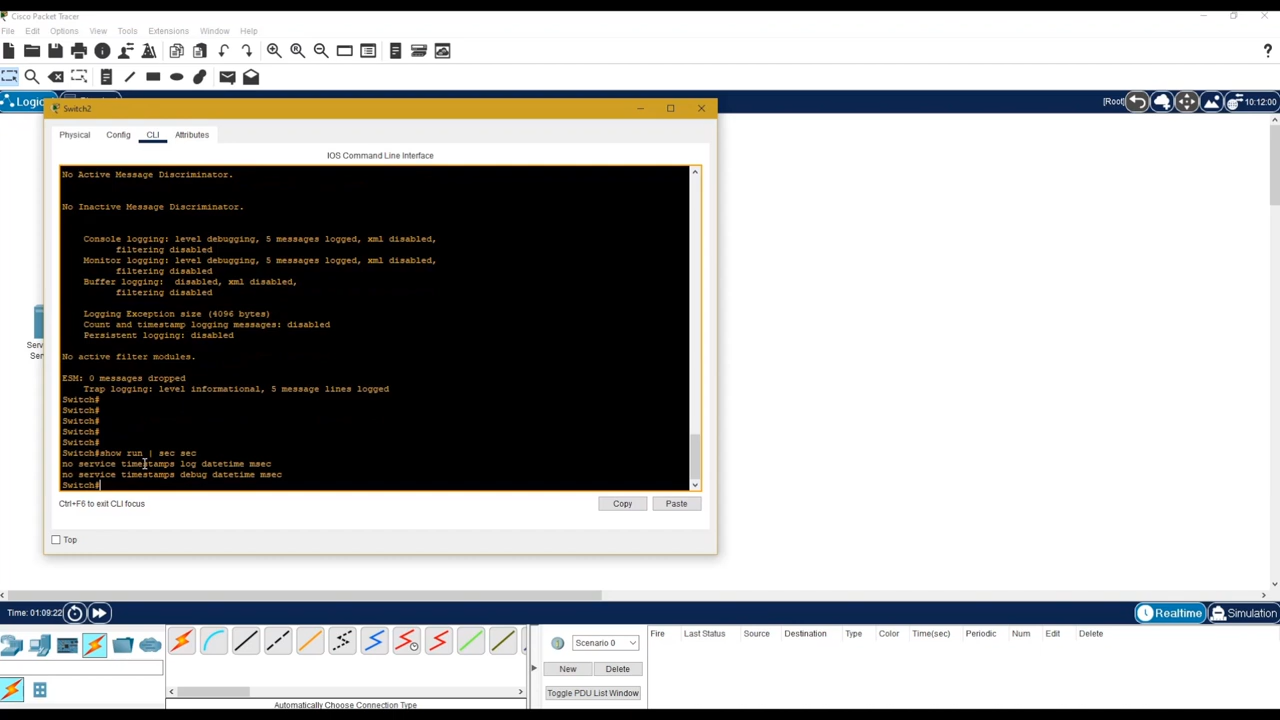 Cisco Packet Tracer
File Edit Options View Tools Extensions Window Help
Logic
[Root]
10:12:00
Switch2
Physical Config CLI Attributes
IOS Command Line Interface
No Active Message Discriminator.
No Inactive Message Discriminator.
Console logging: level debugging, 5 messages logged, xml disabled,
filtering disabled
Monitor logging: level debugging, 5 messages logged, xml disabled,
filtering disabled
Buffer logging:  disabled, xml disabled,
filtering disabled
Logging Exception size (4096 bytes)
Count and timestamp logging messages: disabled
Persistent logging: disabled
No active filter modules.
ESM: 0 messages dropped
Trap logging: level informational, 5 message lines logged
Switch#
Switch#
Switch#
Switch#
Switch#
Switch#show run | sec sec
no service timestamps log datetime msec
no service timestamps debug datetime msec
Switch#
Ctrl+F6 to exit CLI focus
Copy
Paste
Top
Serv
Ser
Time: 01:09:22
Realtime
Simulation
Scenario 0
New
Delete
Toggle PDU List Window
Fire Last Status Source Destination Type Color Time(sec) Periodic Num Edit Delete
Automatically Choose Connection Type